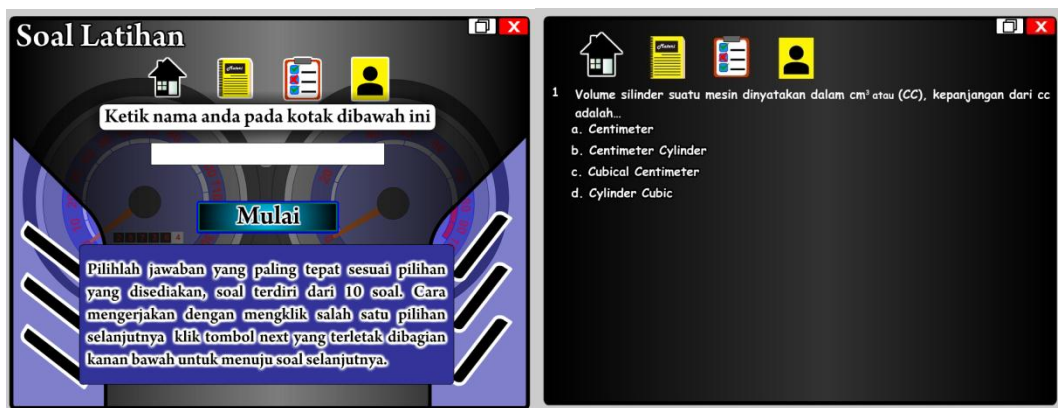 Soal Latihan
X
Materi
Ketik nama anda pada kotak dibawah ini
Mulai
Pilihlah jawaban yang paling tepat sesuai pilihan
yang disediakan, soal terdiri dari 10 soal. Cara
mengerjakan dengan mengklik salah satu pilihan
selanjutnya klik tombol next yang terletak dibagian
kanan bawah untuk menuju soal selanjutnya.
X
Materi
1 Volume silinder suatu mesin dinyatakan dalam cm³ atau (CC), kepanjangan dari cc
adalah...
a. Centimeter
b. Centimeter Cylinder
c. Cubical Centimeter
d. Cylinder Cubic